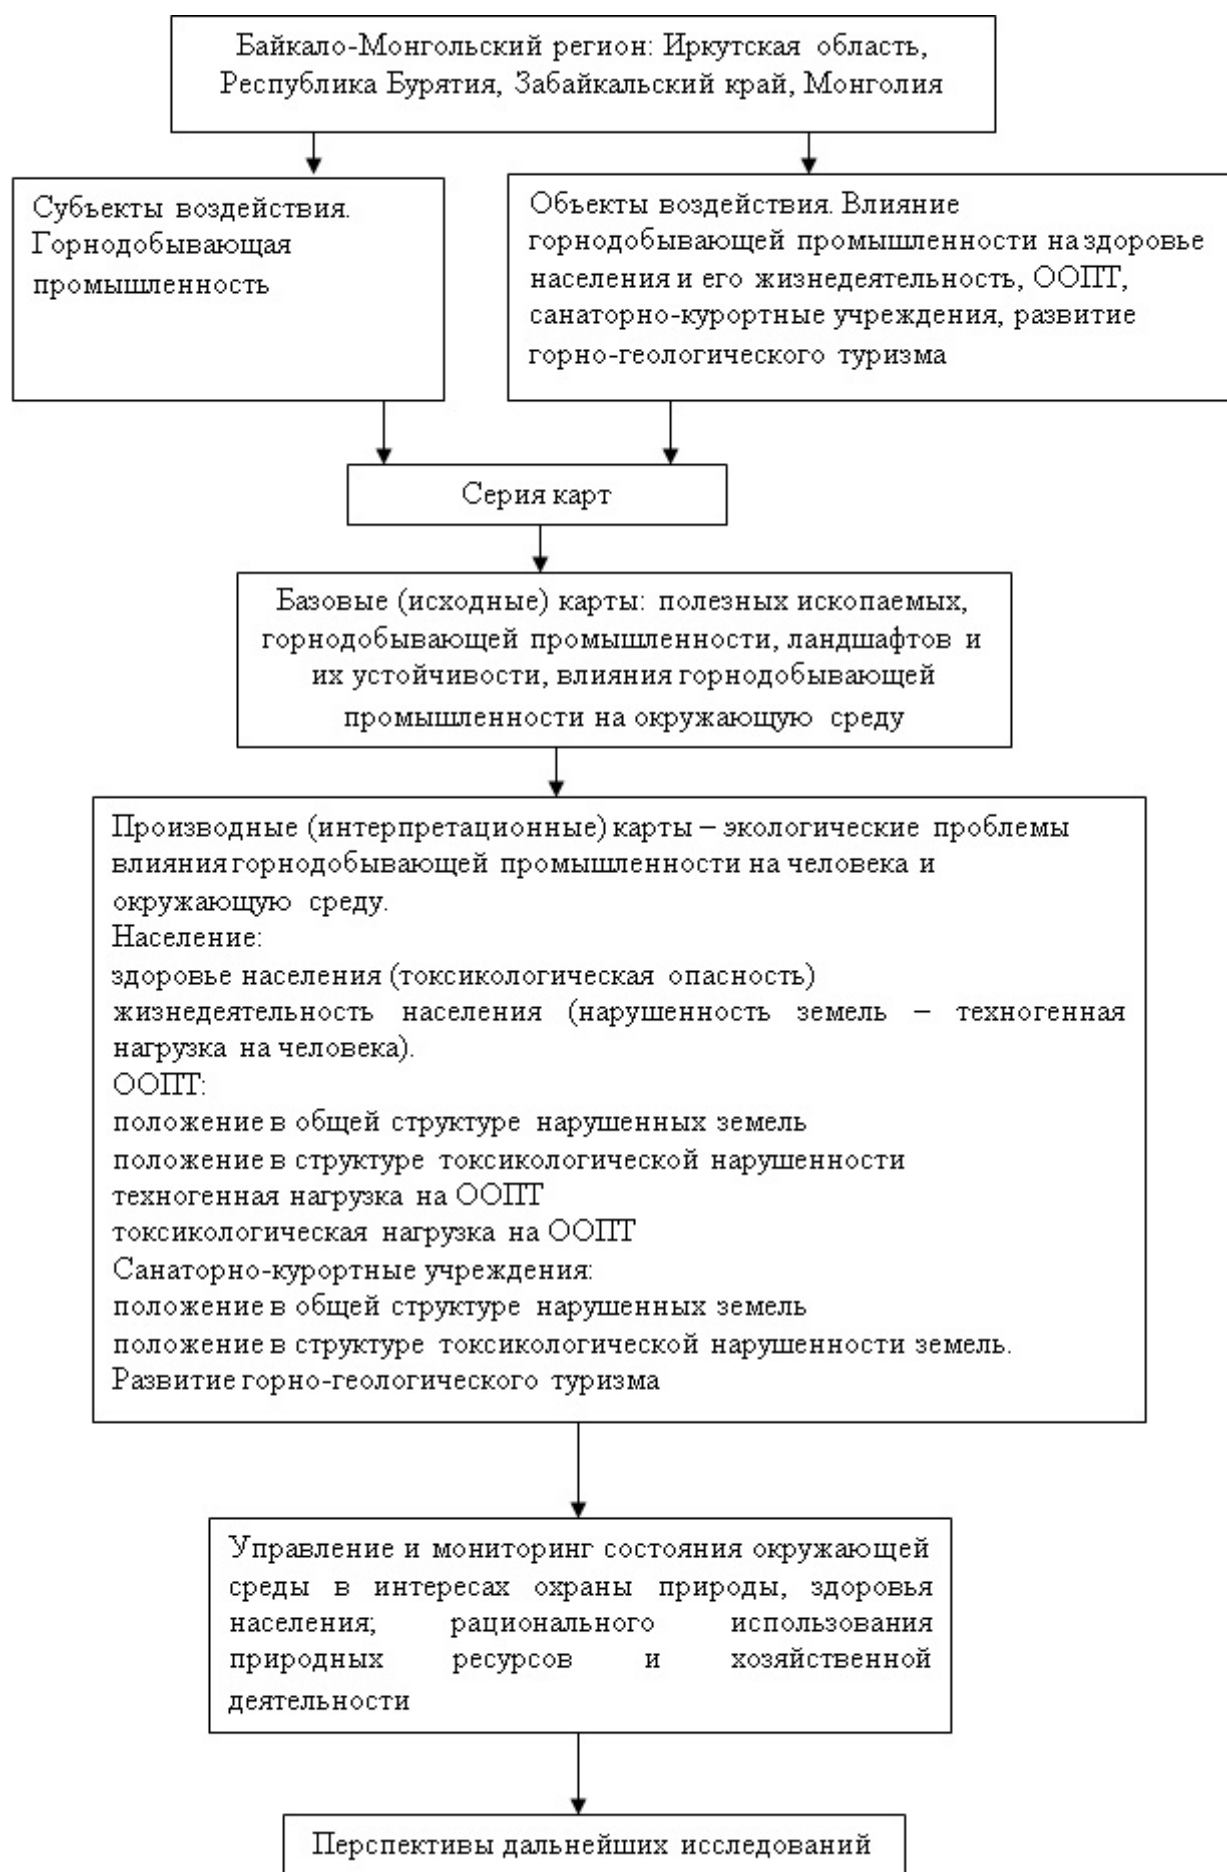 Байкало-Монгольский регион: Иркутская область,
Республика Бурятия, Забайкальский край, Монголия
Субъекты воздействия.
Горнодобывающая
промышленность
Объекты воздействия. Влияние
горнодобывающей промышленности на здоровье
населения и его жизнедеятельность, ООПТ,
санаторно-курортные учреждения, развитие
горно-геологического туризма
Серия карт
Базовые (исходные) карты: полезных ископаемых,
горнодобывающей промышленности, ландшафтов и
их устойчивости, влияния горнодобывающей
промышленности на окружающую среду
Производные (интерпретационные) карты – экологические проблемы
влияния горнодобывающей промышленности на человека и
окружающую среду.
Население:
здоровье населения (токсикологическая опасность)
жизнедеятельность населения (нарушенность земель – техногенная
нагрузка на человека).
ООПТ:
положение в общей структуре нарушенных земель
положение в структуре токсикологической нарушенности
техногенная нагрузка на ООПТ
токсикологическая нагрузка на ООПТ
Санаторно-курортные учреждения:
положение в общей структуре нарушенных земель
положение в структуре токсикологической нарушенности земель.
Развитие горно-геологического туризма
Управление и мониторинг состояния окружающей
среды в интересах охраны природы, здоровья
населения; рационального использования
природных ресурсов и хозяйственной
деятельности
Перспективы дальнейших исследований